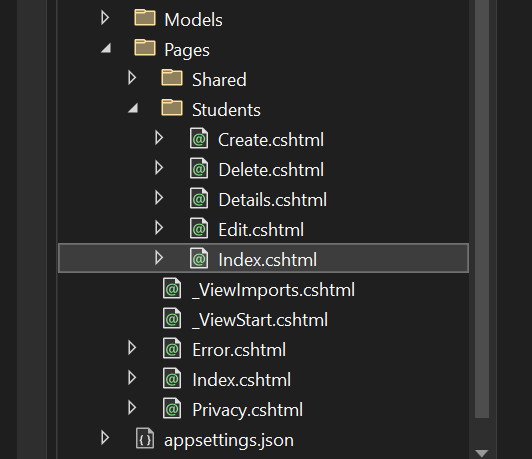 Models
Pages
Shared
Students
Create.cshtml
Delete.cshtml
Details.cshtml
Edit.cshtml
Index.cshtml
_ViewImports.cshtml
_ViewStart.cshtml
Error.cshtml
Index.cshtml
Privacy.cshtml
appsettings.json